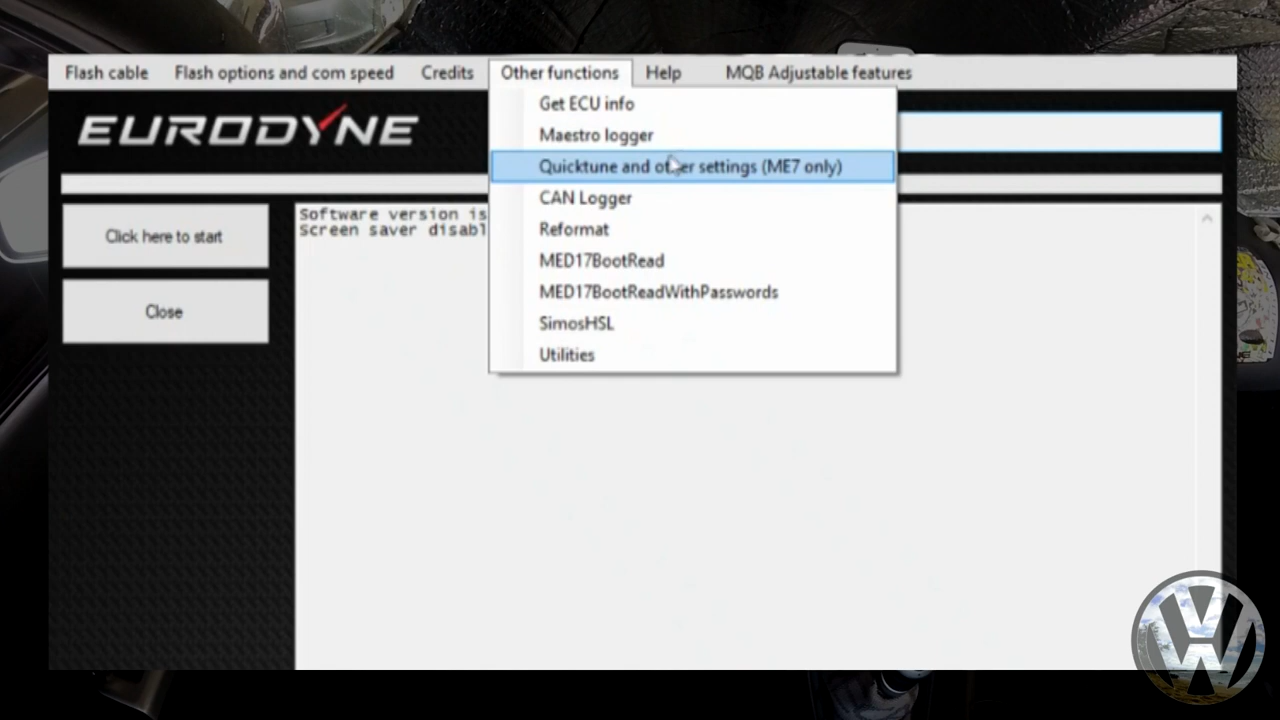 Flash cable Flash options and com speed Credits Other functions Help MQB Adjustable features
EURODYNE
Get ECU info
Maestro logger
Quicktune and other settings (ME7 only)
CAN Logger
Reformat
MED17BootRead
MED17BootReadWithPasswords
SimosHSL
Utilities
Click here to start
Close
Software version is
Screen saver disabl